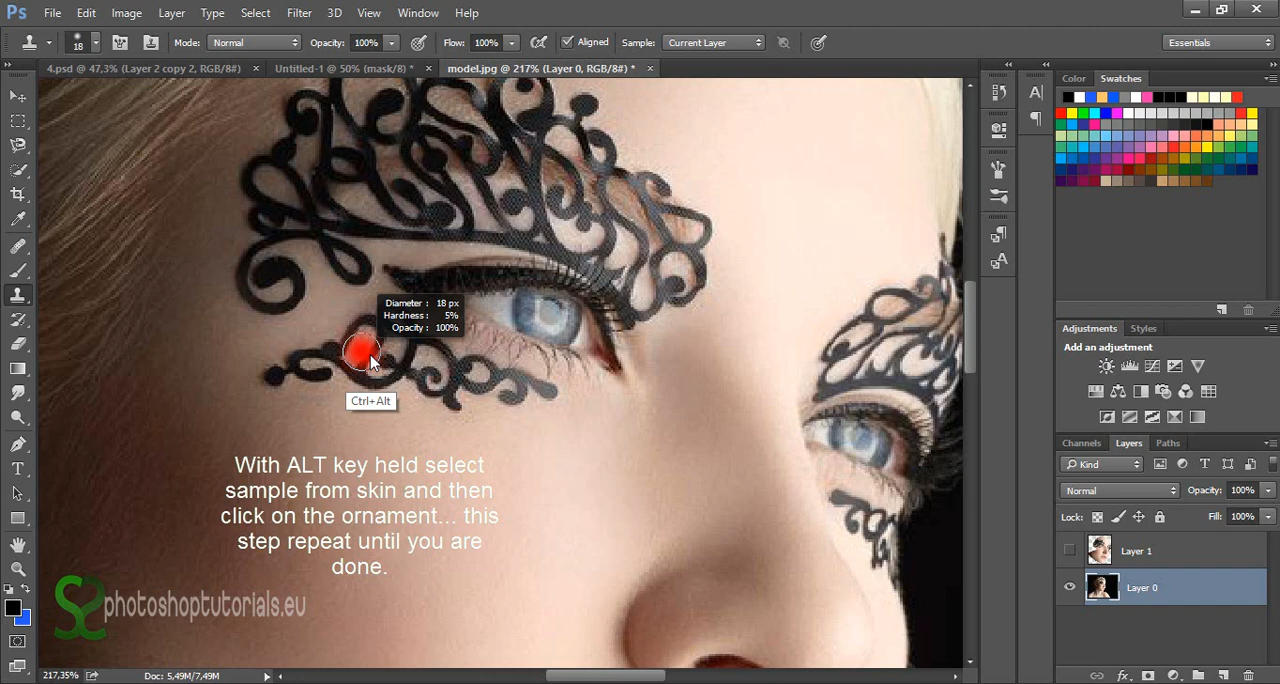 Ps File Edit Image Layer Type Select Filter 3D View Window Help
18 Mode: Normal Opacity: 100% Flow: 100% Aligned Sample: Current Layer Essentials
4.psd @ 47,3% (Layer 2 copy 2, RGB/8#) Untitled-1 @ 50% (mask/8) * model.jpg @ 217% (Layer 0, RGB/8#) *
Color Swatches
Diameter : 18 px
Hardness : 5%
Opacity : 100%
Ctrl+Alt
With ALT key held select
sample from skin and then
click on the ornament... this
step repeat until you are
done.
photoshoptutorials.eu
Adjustments Styles
Add an adjustment
Channels Layers Paths
Kind
Normal Opacity: 100%
Lock: Fill: 100%
Layer 1
Layer 0
fx
217,35% Doc: 5,49M/7,49M